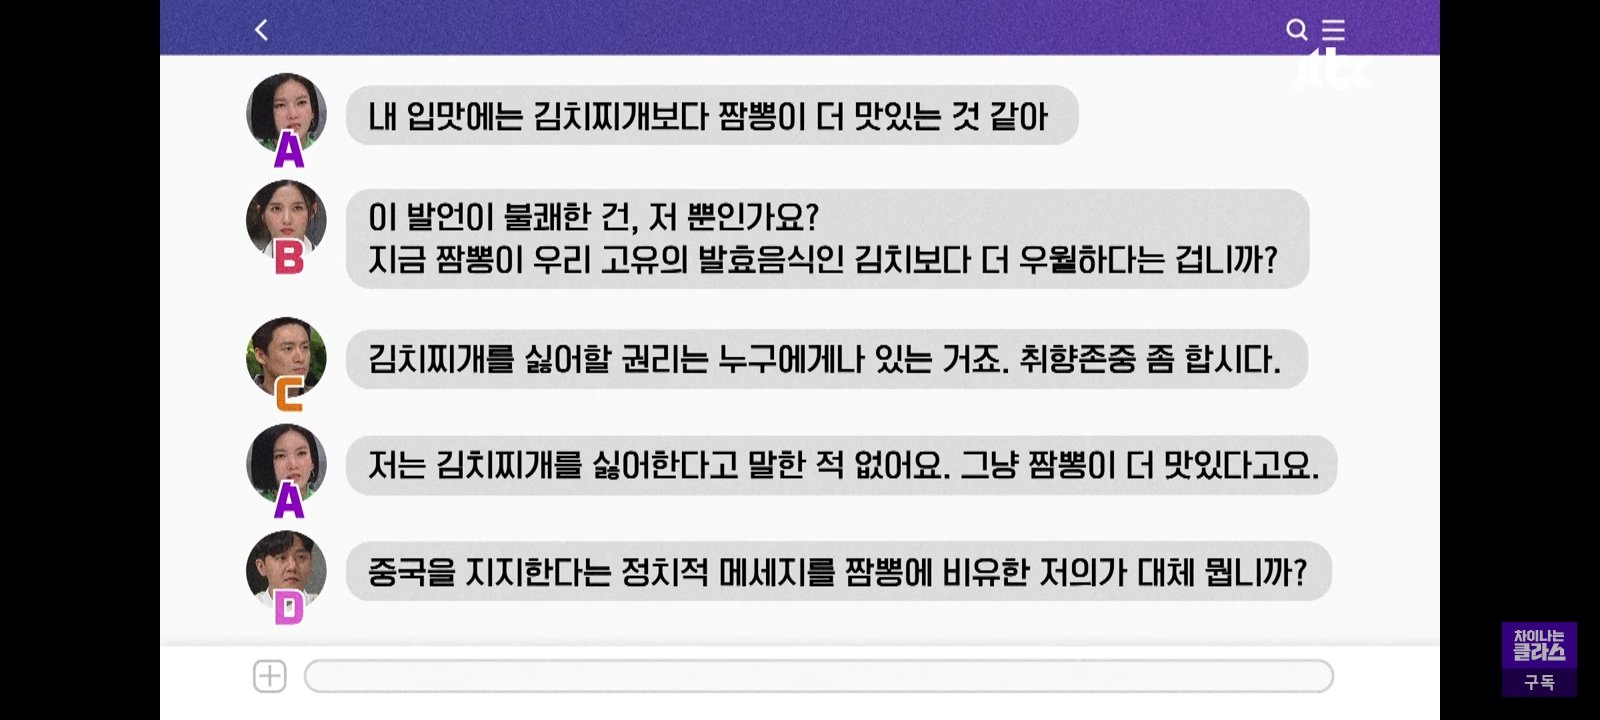 jtbc
내 입맛에는 김치찌개보다 짬뽕이 더 맛있는 것 같아
A
이 발언이 불쾌한 건, 저 뿐인가요?
지금 짬뽕이 우리 고유의 발효음식인 김치보다 더 우월하다는 겁니까?
B
김치찌개를 싫어할 권리는 누구에게나 있는 거죠. 취향존중 좀 합시다.
C
저는 김치찌개를 싫어한다고 말한 적 없어요. 그냥 짬뽕이 더 맛있다고요.
A
중국을 지지한다는 정치적 메세지를 짬뽕에 비유한 저의가 대체 뭡니까?
D
차이나는
클라스
구독